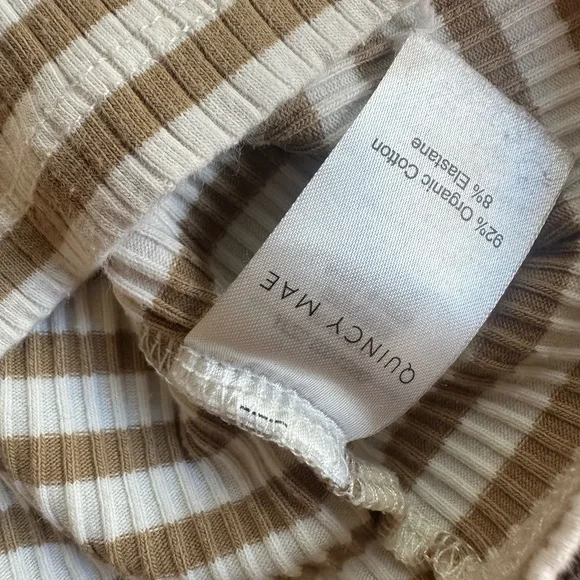 QUINCY MAE
92% Organic Cotton
8% Elastane